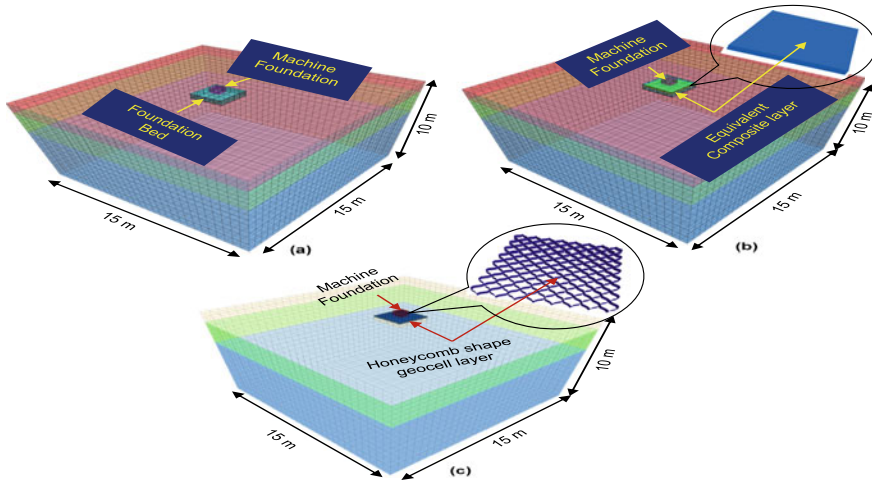 Machine
Foundation
Foundation
Bed
10 m
15 m
15 m
(a)
Machine
Foundation
Equivalent
Composite layer
10 m
15 m
15 m
(b)
Machine
Foundation
Honeycomb shape
geocell layer
10 m
15 m
15 m
(c)